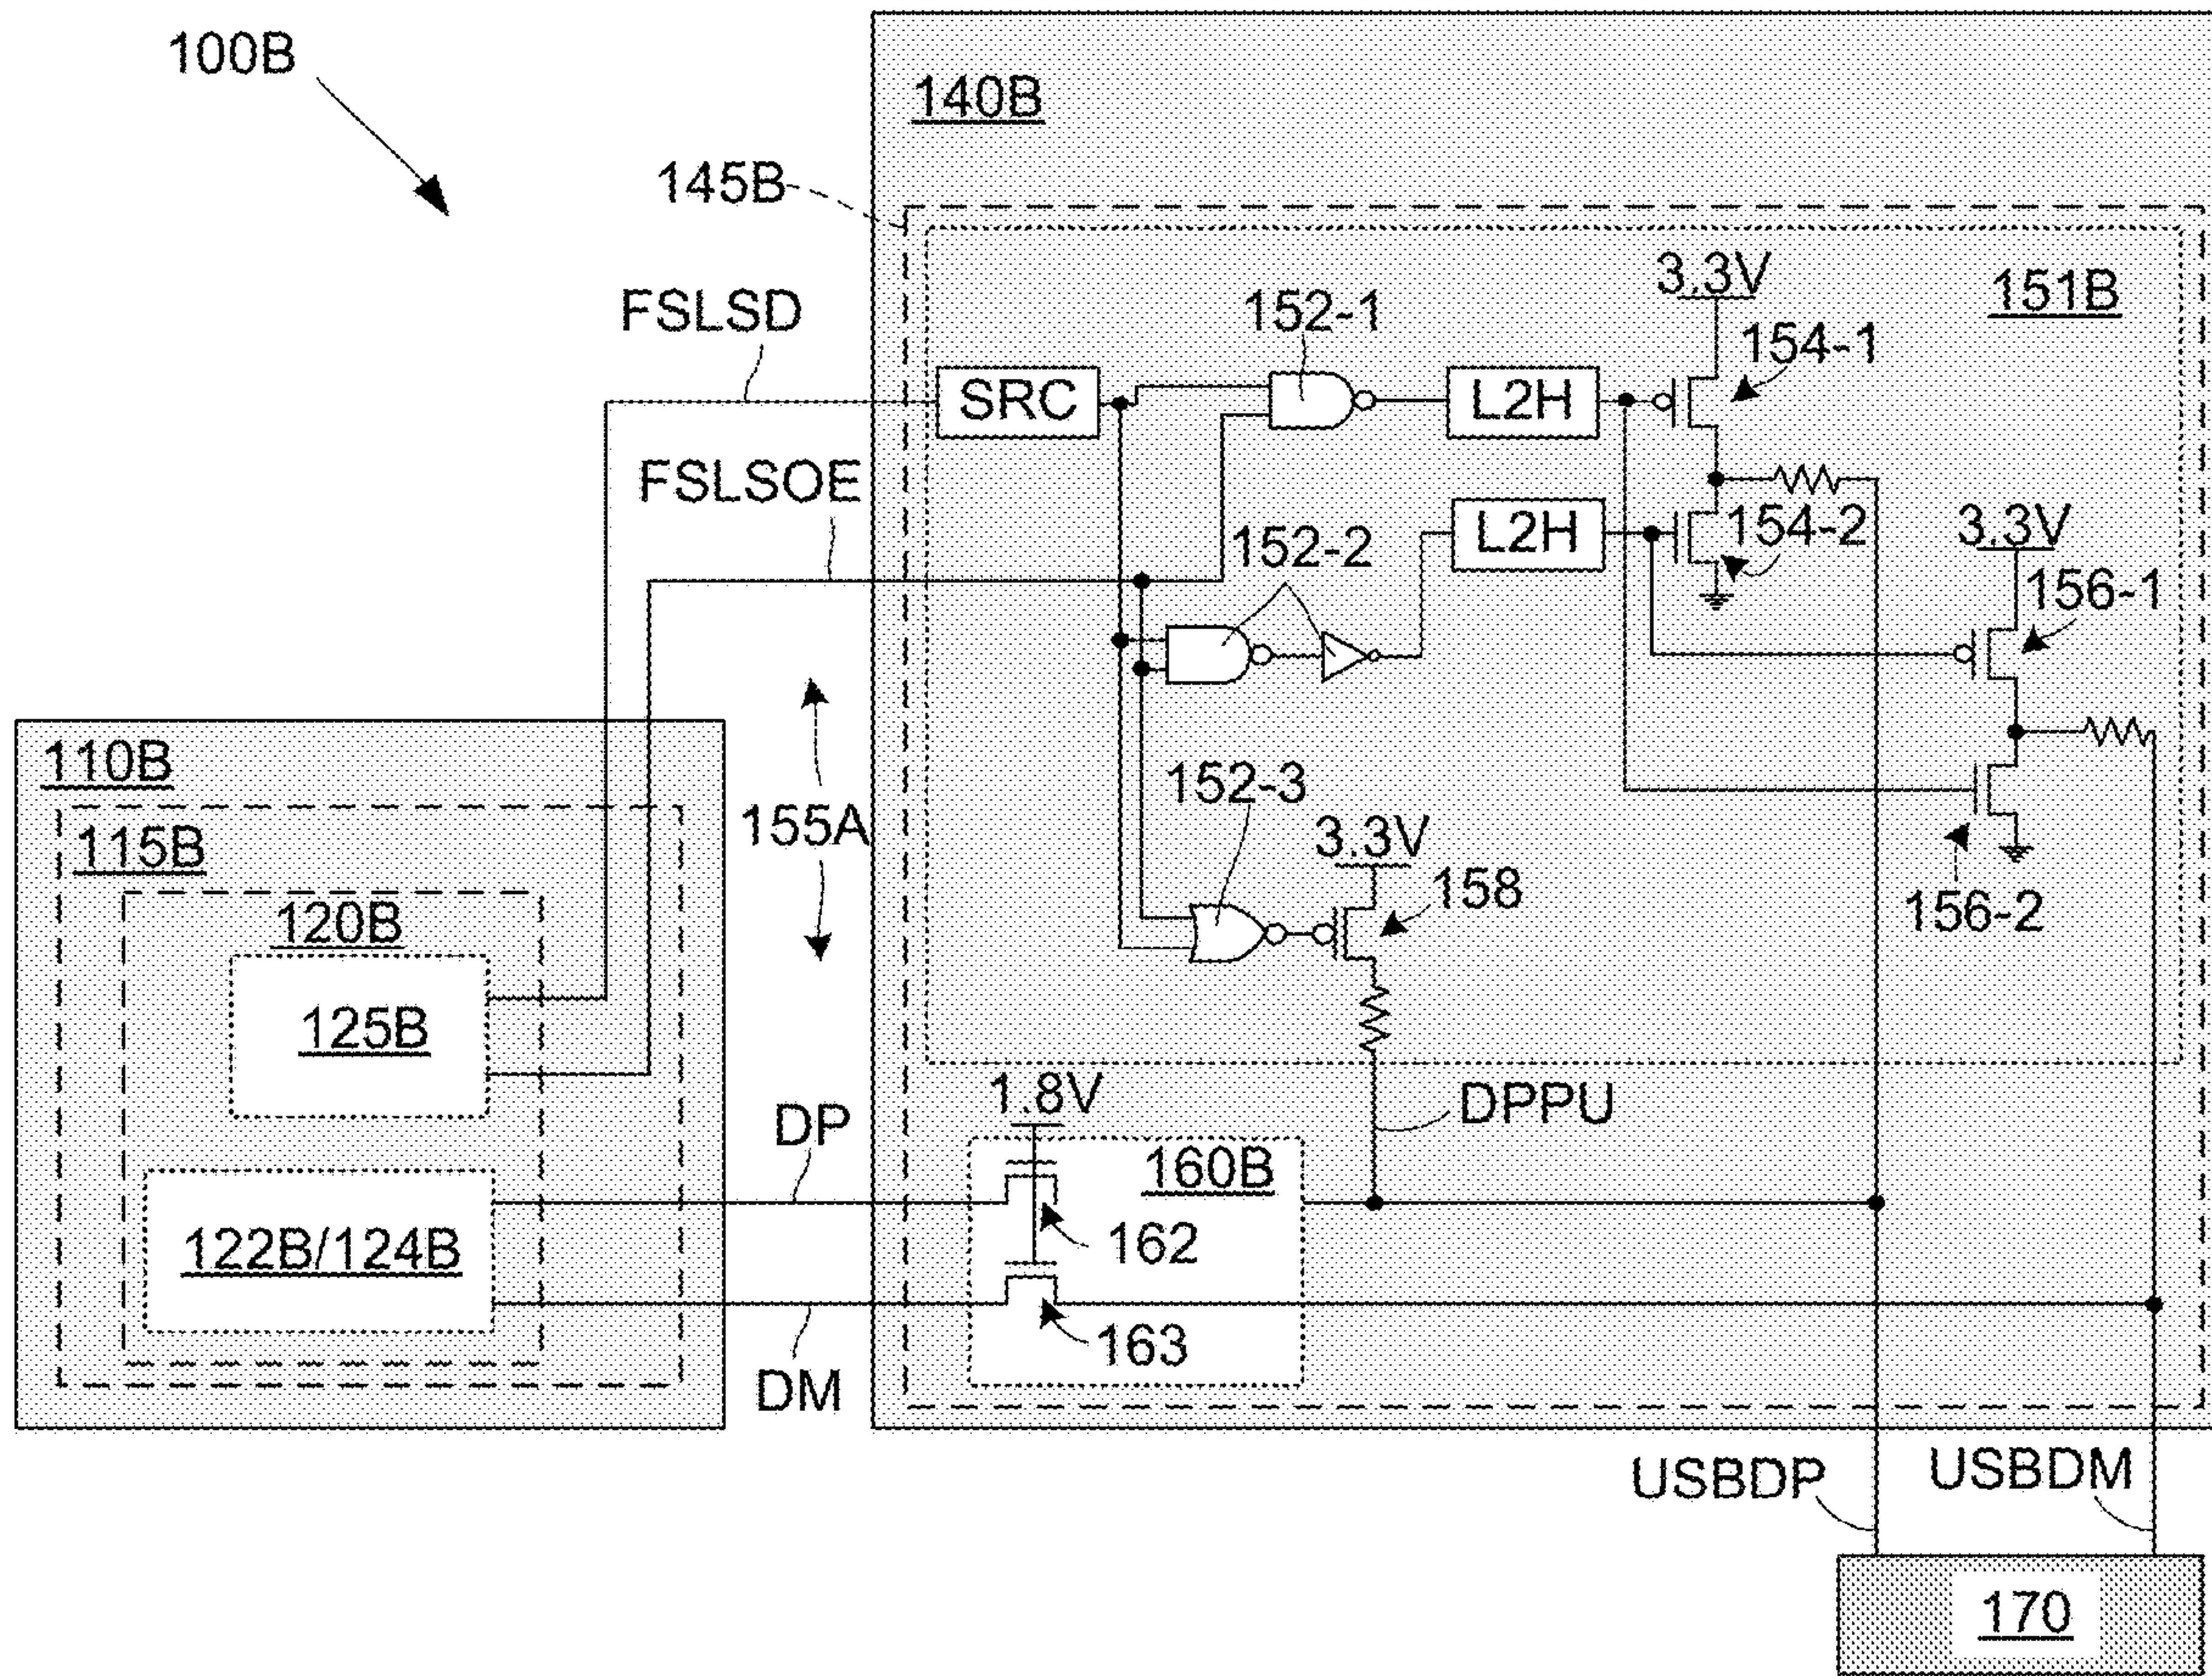 100B
140B
145B
3.3V
151B
FSLSD
152-1
154-1
SRC
L2H
FSLSOE
L2H
154-2
152-2
3.3V
156-1
110B
152-3
155A
3.3V
115B
158
156-2
120B
125B
1.8V
DPPU
DP
160B
122B/124B
162
163
DM
USBDP
USBDM
170